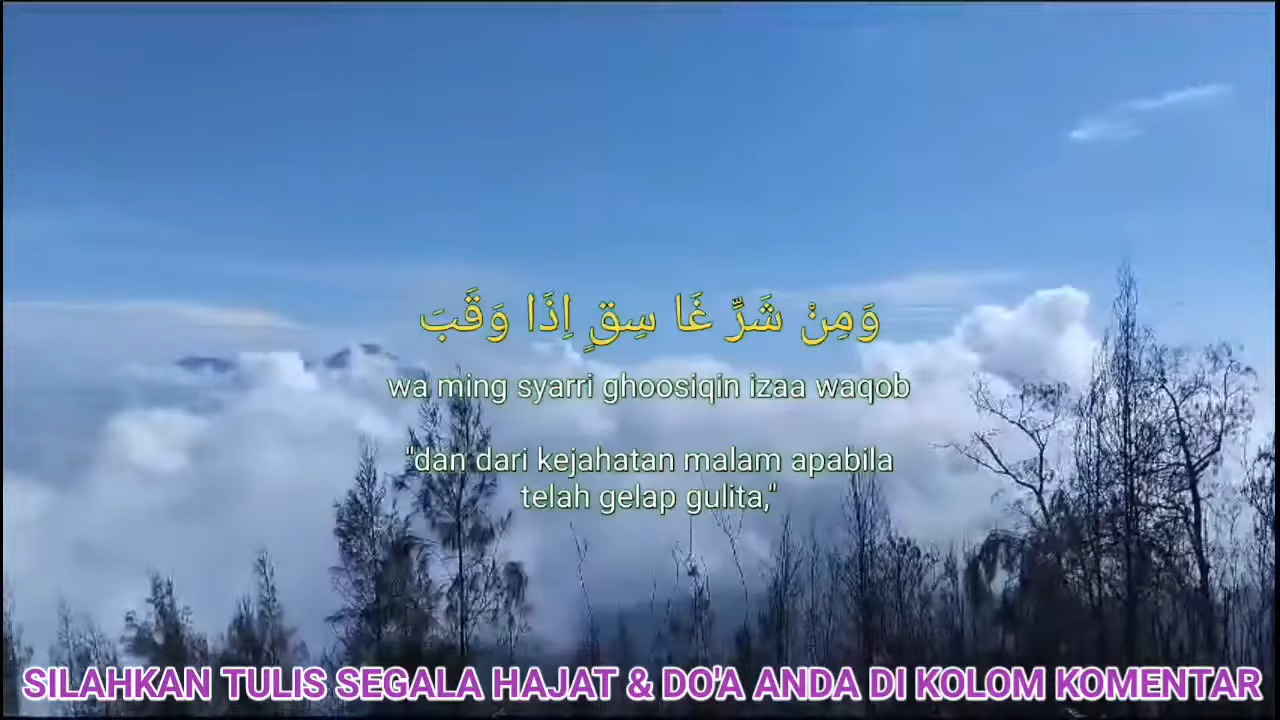 وَمِنْ شَرِّ غَا سِقٍ اِذَا وَقَبَ
wa ming syarri ghoosiqin izaa waqob
"dan dari kejahatan malam apabila
telah gelap gulita,"
SILAHKAN TULIS SEGALA HAJAT & DO'A ANDA DI KOLOM KOMENTAR